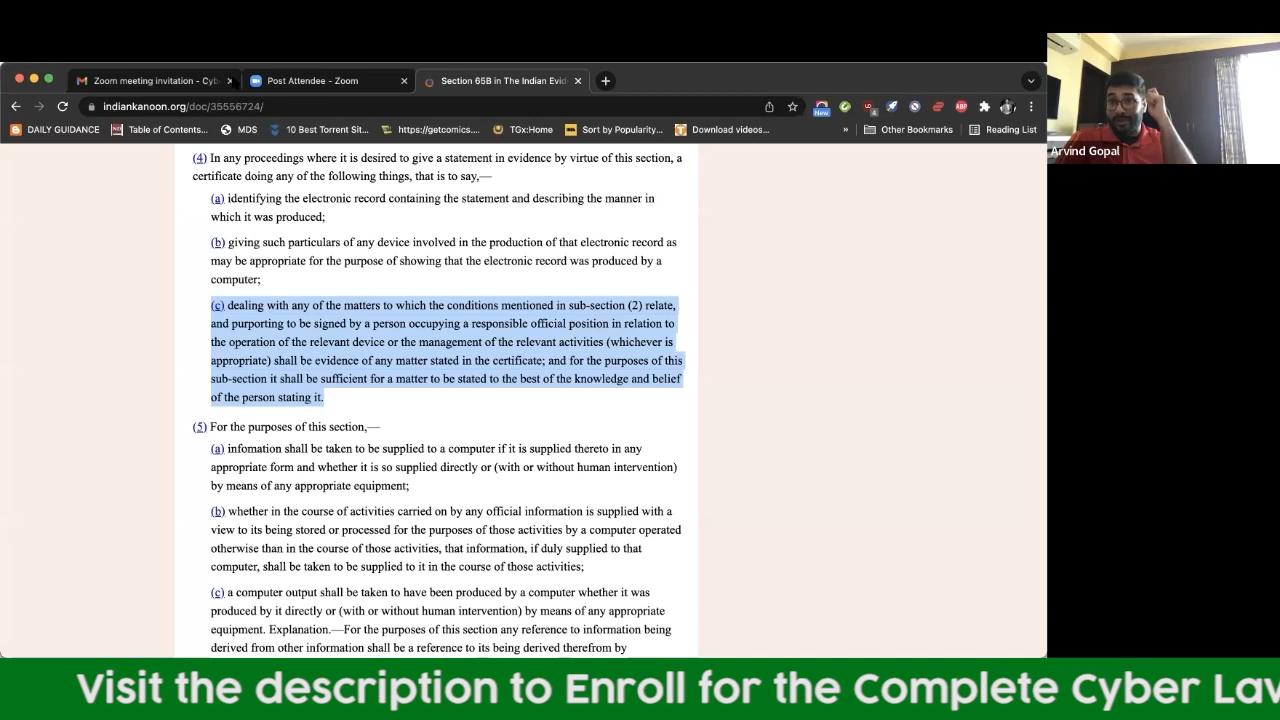 Zoom meeting invitation - Cyb
Post Attendee - Zoom
Section 65B in The Indian Evid
indiankanoon.org/doc/35556724/
New
ABP
DAILY GUIDANCE
Table of Contents...
MDS
10 Best Torrent Sit...
https://getcomics....
TGx:Home
Sort by Popularity...
Download videos...
»
Other Bookmarks
Reading List
Arvind Gopal
(4) In any proceedings where it is desired to give a statement in evidence by virtue of this section, a
certificate doing any of the following things, that is to say,—
(a) identifying the electronic record containing the statement and describing the manner in
which it was produced;
(b) giving such particulars of any device involved in the production of that electronic record as
may be appropriate for the purpose of showing that the electronic record was produced by a
computer;
(c) dealing with any of the matters to which the conditions mentioned in sub-section (2) relate,
and purporting to be signed by a person occupying a responsible official position in relation to
the operation of the relevant device or the management of the relevant activities (whichever is
appropriate) shall be evidence of any matter stated in the certificate; and for the purposes of this
sub-section it shall be sufficient for a matter to be stated to the best of the knowledge and belief
of the person stating it.
(5) For the purposes of this section,—
(a) infomation shall be taken to be supplied to a computer if it is supplied thereto in any
appropriate form and whether it is so supplied directly or (with or without human intervention)
by means of any appropriate equipment;
(b) whether in the course of activities carried on by any official information is supplied with a
view to its being stored or processed for the purposes of those activities by a computer operated
otherwise than in the course of those activities, that information, if duly supplied to that
computer, shall be taken to be supplied to it in the course of those activities;
(c) a computer output shall be taken to have been produced by a computer whether it was
produced by it directly or (with or without human intervention) by means of any appropriate
equipment. Explanation.—For the purposes of this section any reference to information being
derived from other information shall be a reference to its being derived therefrom by
Visit the description to Enroll for the Complete Cyber Law